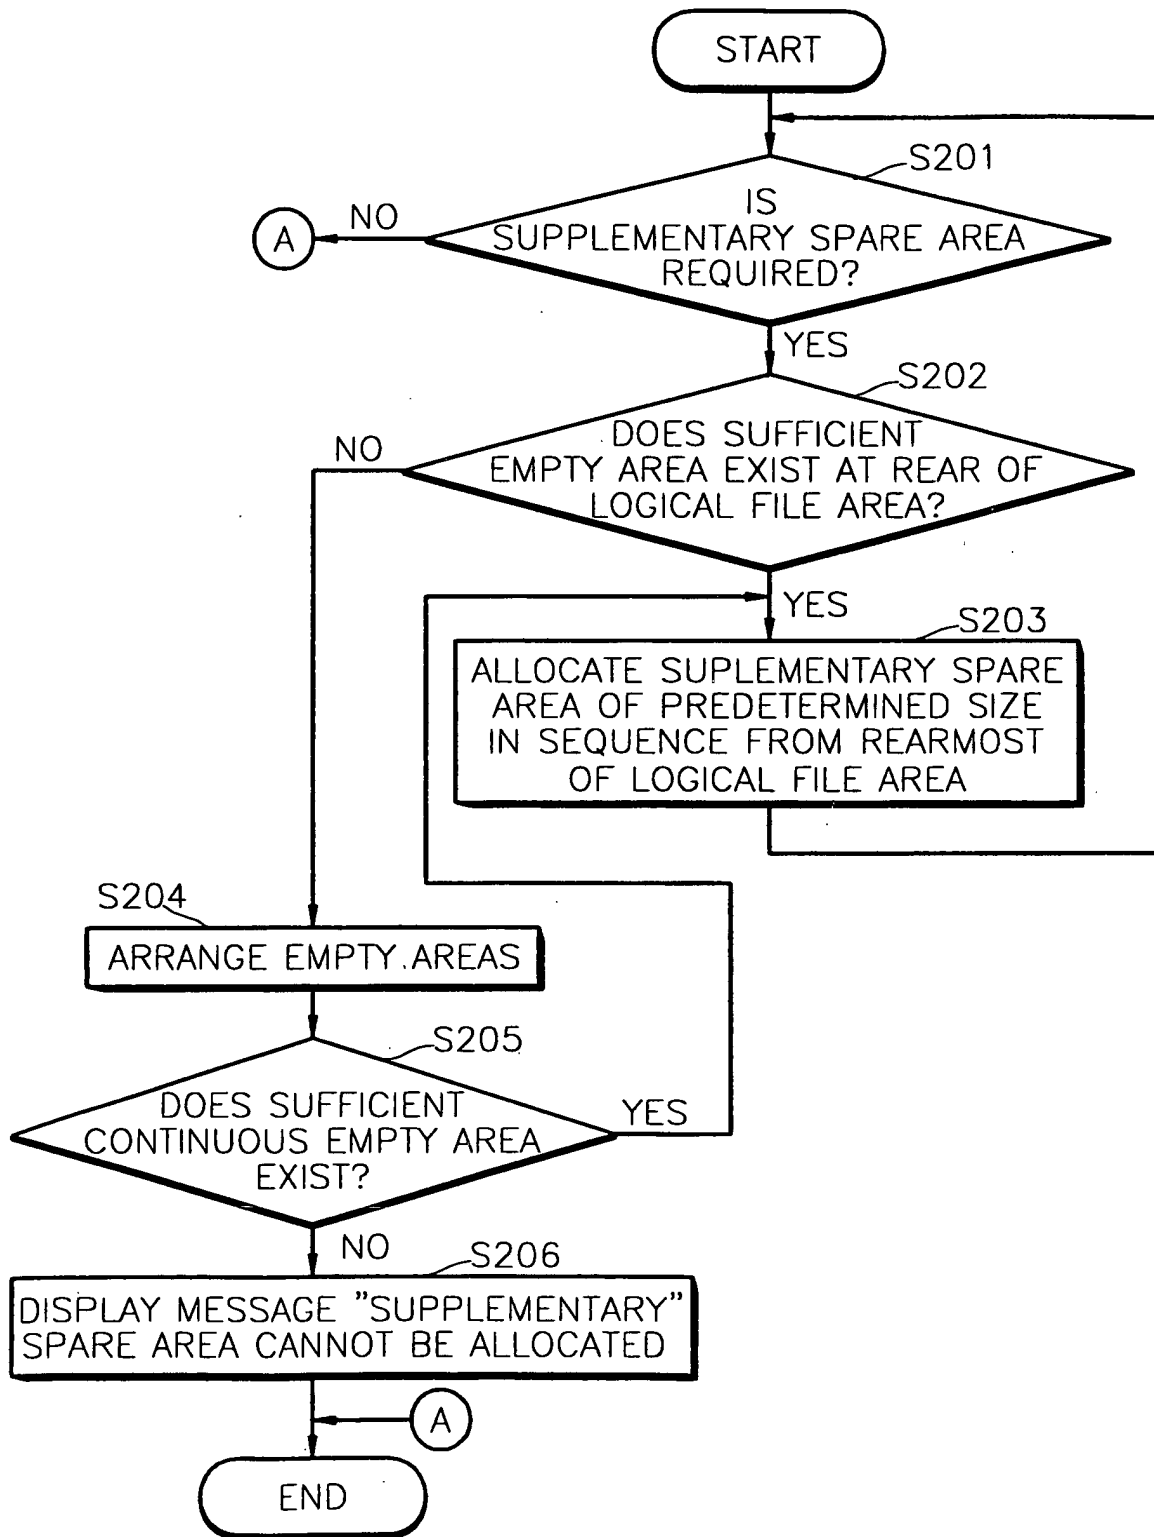 START
S201
IS
SUPPLEMENTARY SPARE AREA
REQUIRED?
NO
A
YES
S202
DOES SUFFICIENT
EMPTY AREA EXIST AT REAR OF
LOGICAL FILE AREA?
NO
YES
S203
ALLOCATE SUPLEMENTARY SPARE
AREA OF PREDETERMINED SIZE
IN SEQUENCE FROM REARMOST
OF LOGICAL FILE AREA
S204
ARRANGE EMPTY AREAS
S205
DOES SUFFICIENT
CONTINUOUS EMPTY AREA
EXIST?
YES
NO
S206
DISPLAY MESSAGE "SUPPLEMENTARY"
SPARE AREA CANNOT BE ALLOCATED
A
END